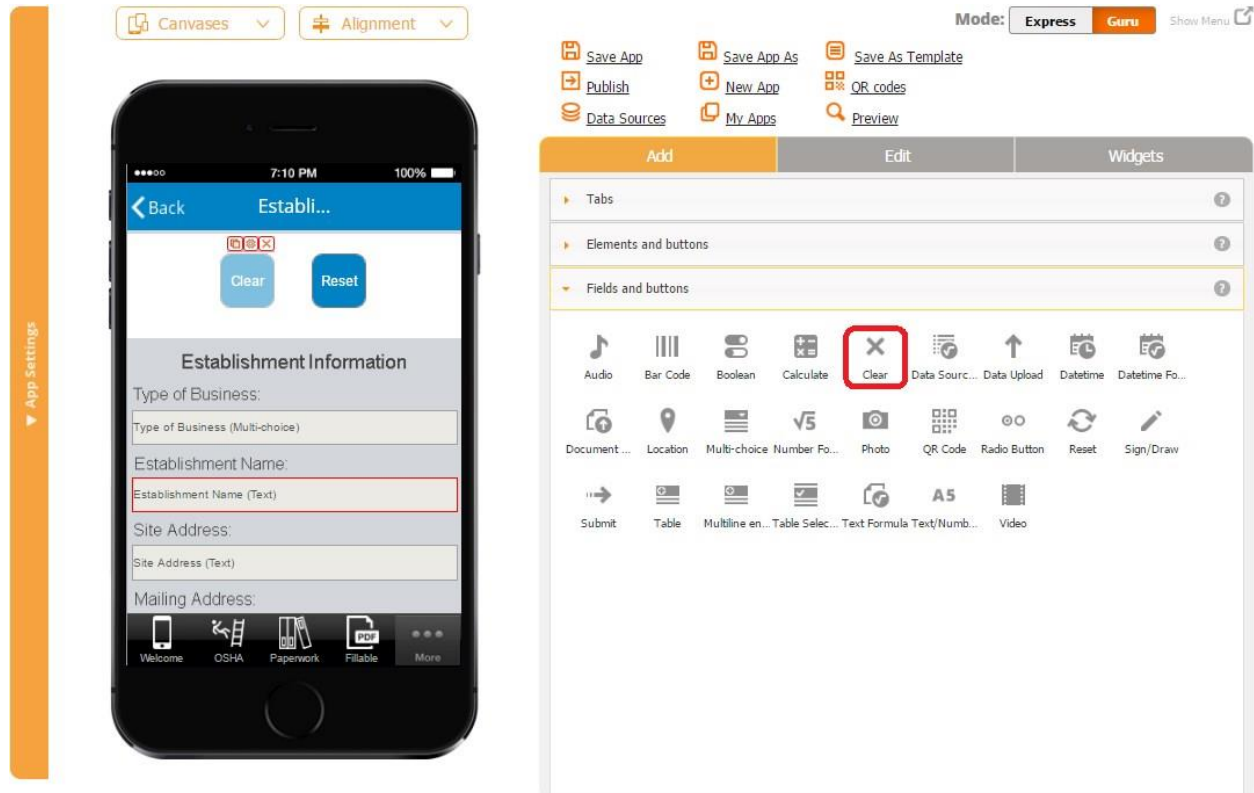 Canvases
Alignment
Mode: Express Guru Show Menu
Save App Save App As Save As Template
Publish New App QR codes
Data Sources My Apps Preview
App Settings
7:10 PM 100%
Back Establi...
Clear Reset
Establishment Information
Type of Business:
Type of Business (Multi-choice)
Establishment Name:
Establishment Name (Text)
Site Address:
Site Address (Text)
Mailing Address:
PDF
Welcome OSHA Paperwork Fillable More
Add Edit Widgets
Tabs ?
Elements and buttons ?
Fields and buttons ?
Audio Bar Code Boolean Calculate Clear Data Sourc... Data Upload Datetime Datetime Fo...
√5
Document ... Location Multi-choice Number Fo... Photo QR Code Radio Button Reset Sign/Draw
A5
Submit Table Multiline en... Table Selec... Text Formula Text/Numb... Video